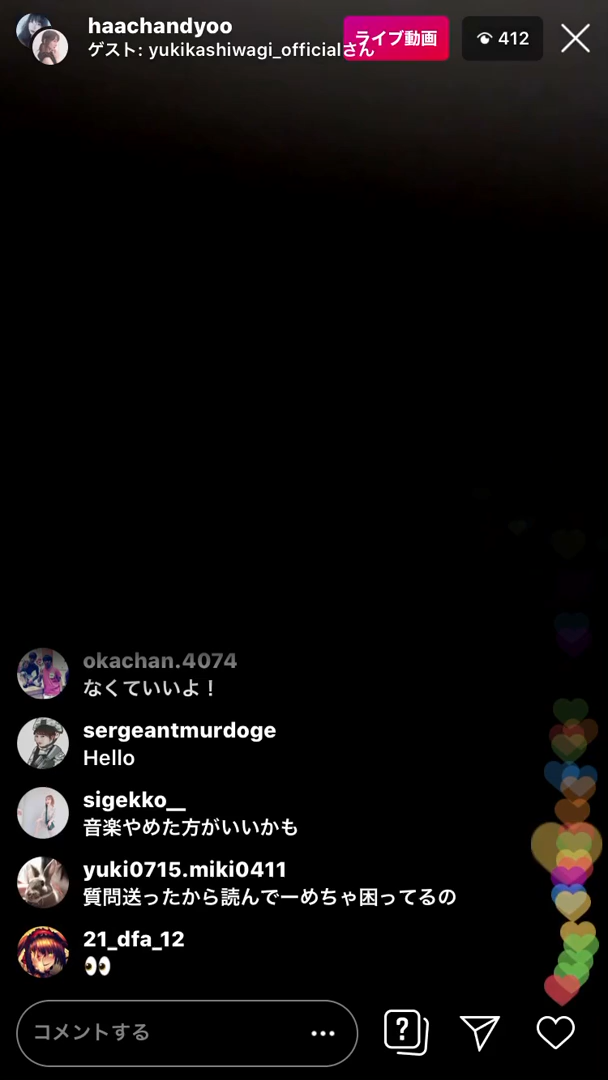 haachandyoo
ゲスト: yukikashiwagi_officialさん
ライブ動画
412
okachan.4074
なくていいよ！
sergeantmurdoge
Hello
sigekko__
音楽やめた方がいいかも
yuki0715.miki0411
質問送ったから読んでーめちゃ困ってるの
21_dfa_12
👀
コメントする